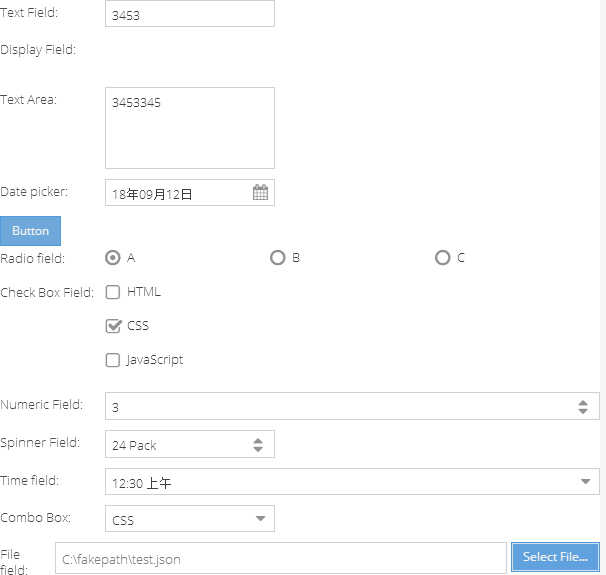 Text Field: 3453
Display Field:
Text Area: 3453345
Date picker: 18年09月12日
Button
Radio field: A B C
Check Box Field: HTML
CSS
JavaScript
Numeric Field: 3
Spinner Field: 24 Pack
Time field: 12:30 上午
Combo Box: CSS
File
field: C:\fakepath\test.json Select File...